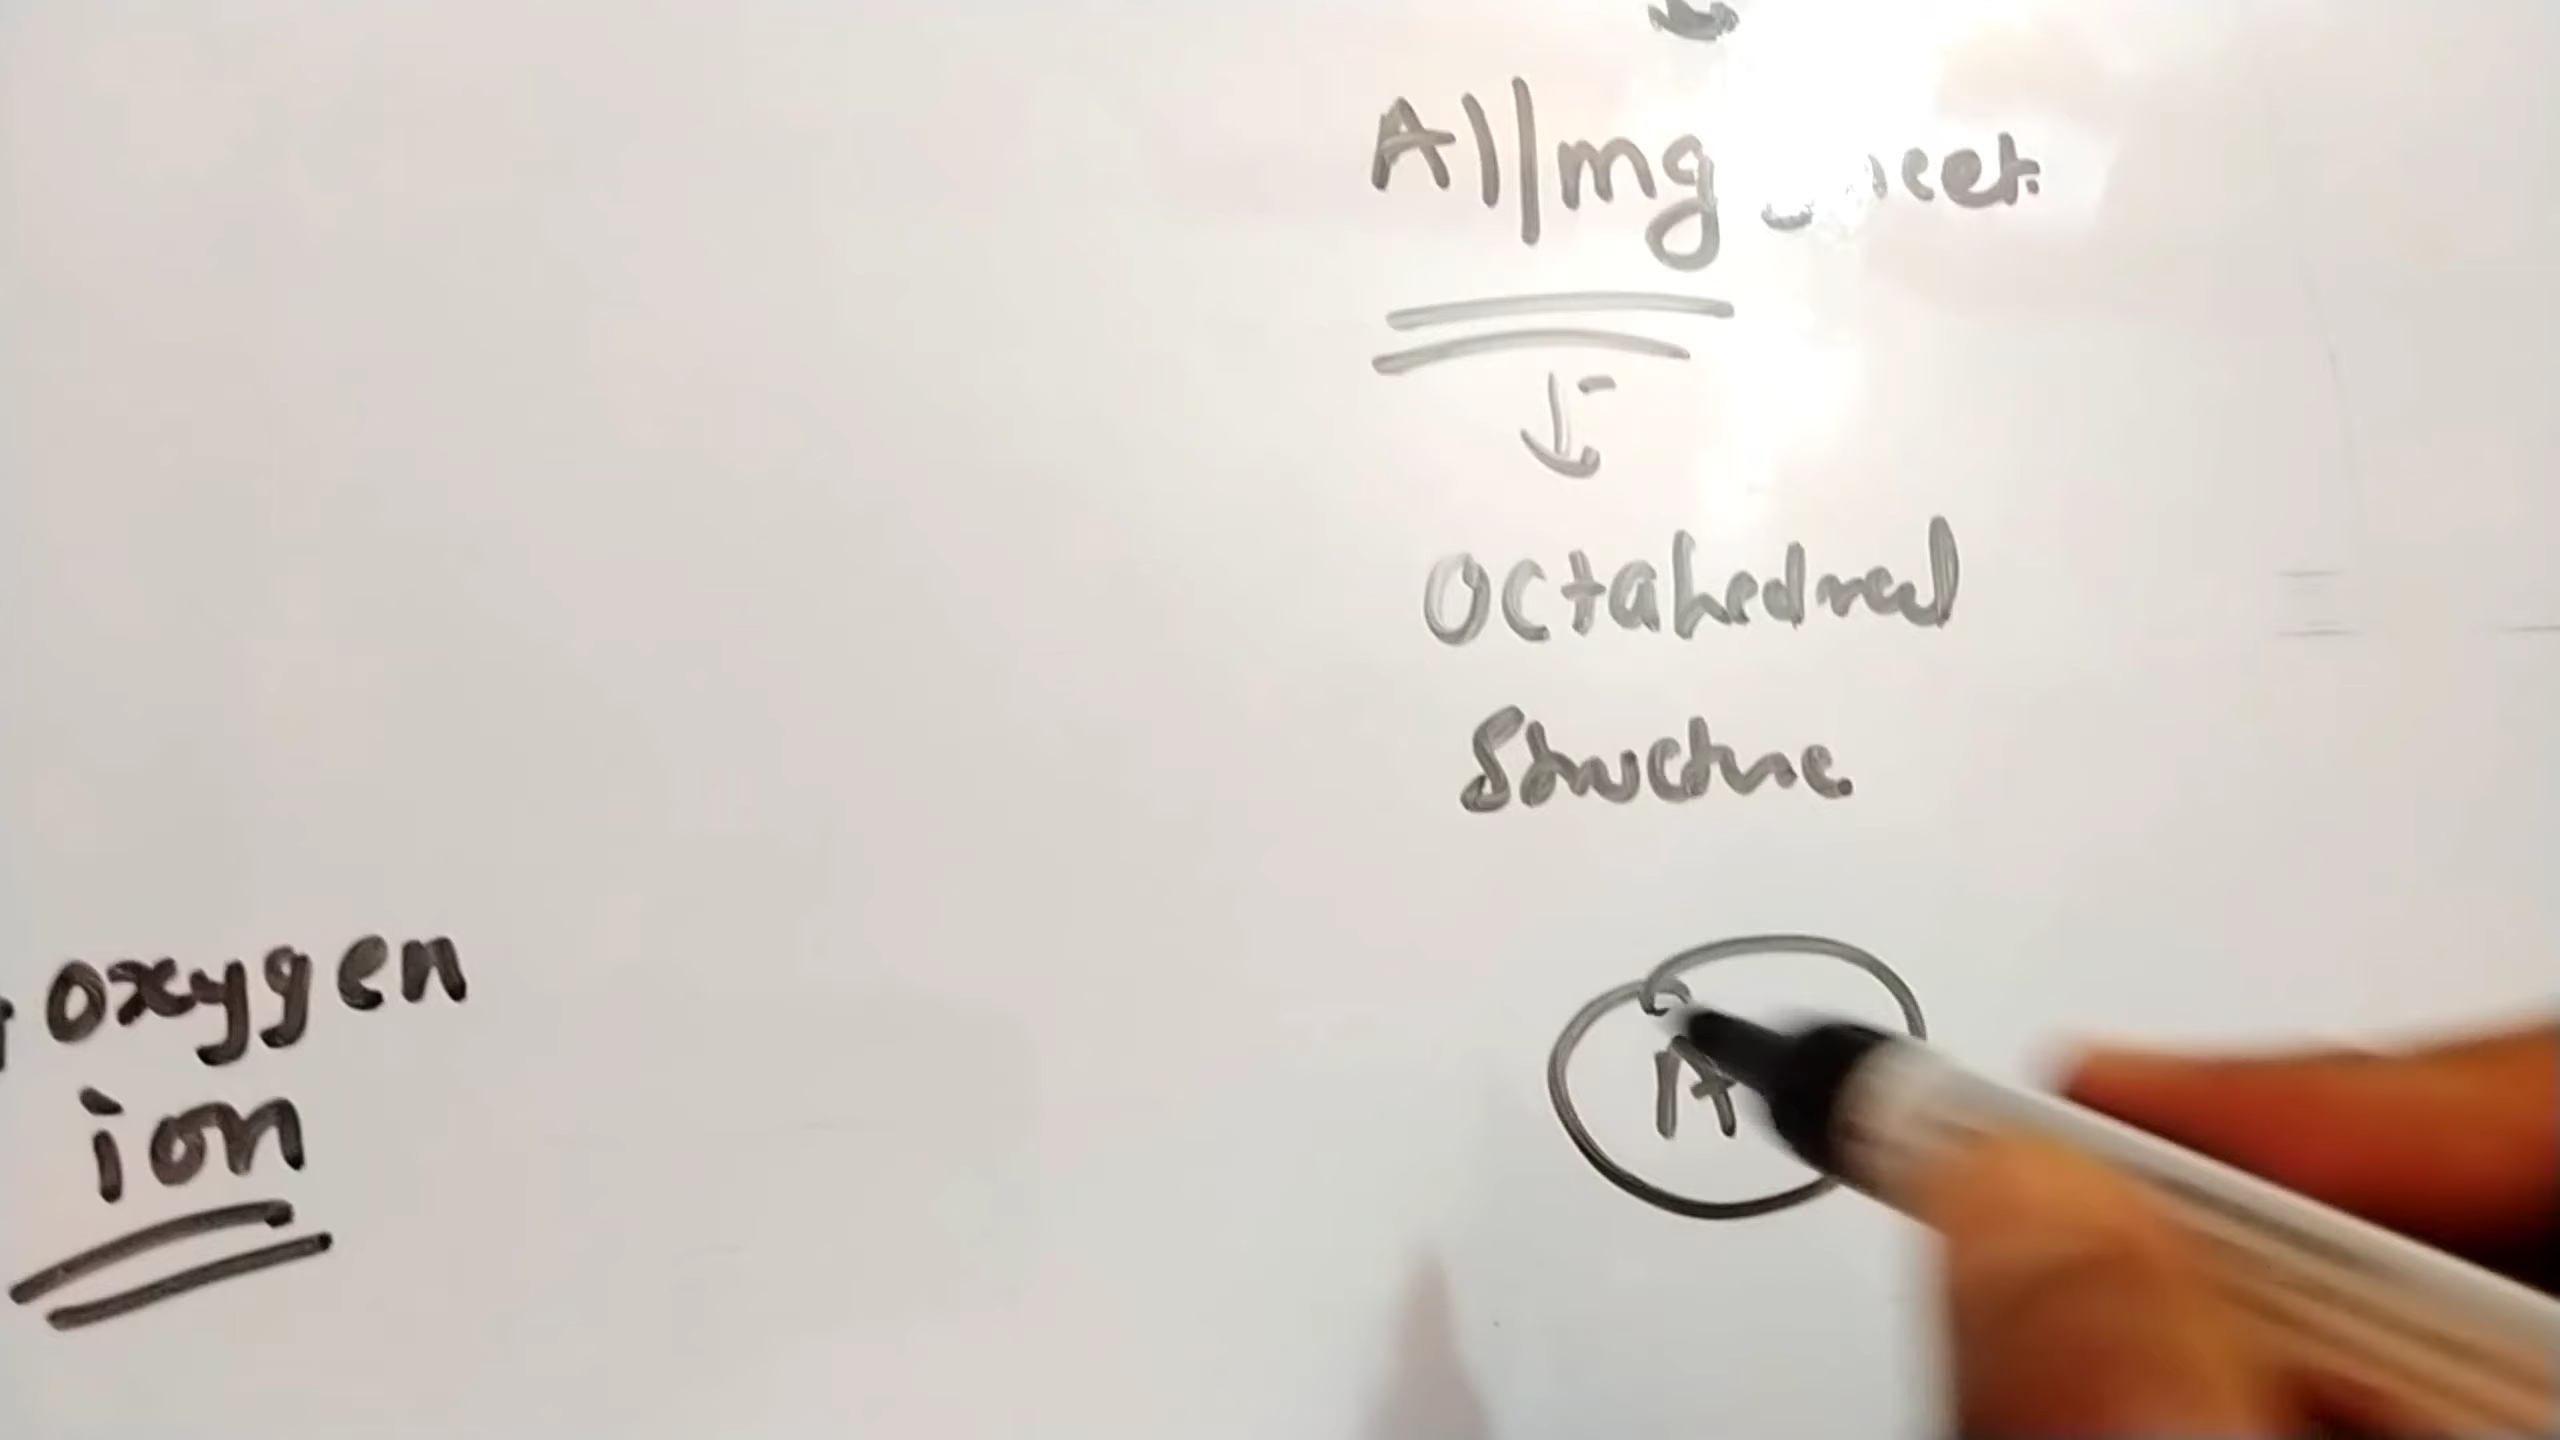 Al/mg
Octahedral
Structure.
oxygen
ion